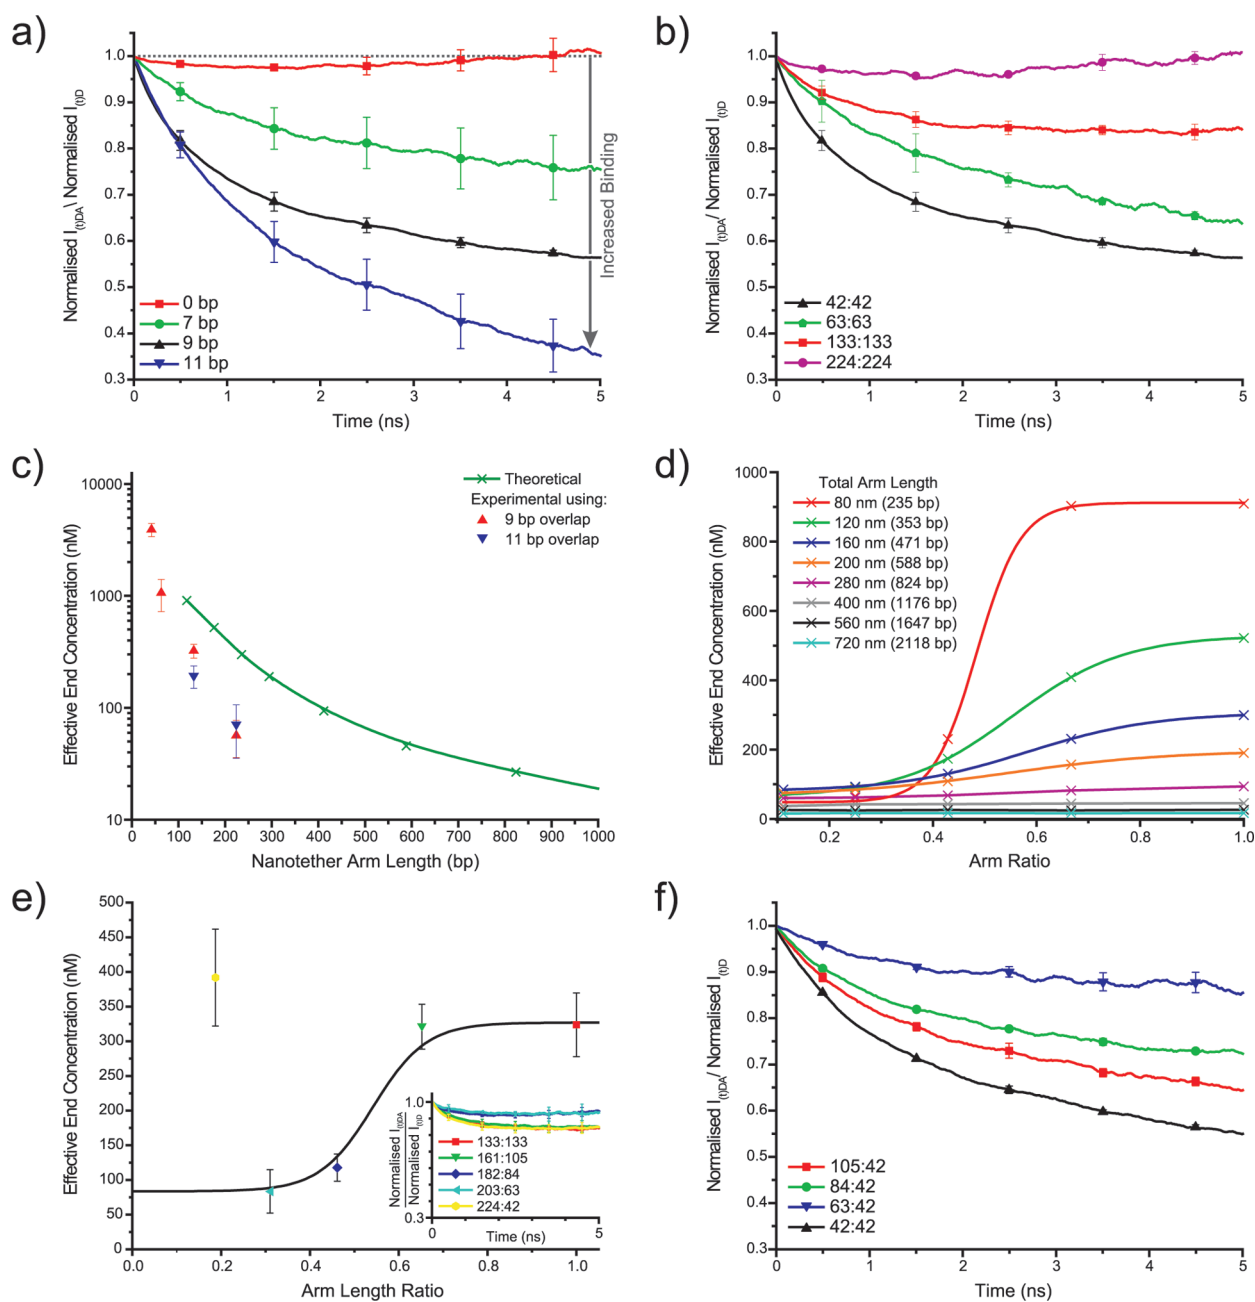 a)
Normalised I(t)DA\ Normalised I(t)D
1.0
0.9
0.8
0.7
0.6
0.5
0.4
0.3
Increased Binding
0 bp
7 bp
9 bp
11 bp
0 1 2 3 4 5
Time (ns)
b)
Normalised I(t)DA/ Normalised I(t)D
1.0
0.9
0.8
0.7
0.6
0.5
0.4
0.3
42:42
63:63
133:133
224:224
0 1 2 3 4 5
Time (ns)
c)
Effective End Concentration (nM)
10000
1000
100
10
Theoretical
Experimental using:
9 bp overlap
11 bp overlap
0 100 200 300 400 500 600 700 800 900 1000
Nanotether Arm Length (bp)
d)
Effective End Concentration (nM)
1000
800
600
400
200
0
Total Arm Length
80 nm (235 bp)
120 nm (353 bp)
160 nm (471 bp)
200 nm (588 bp)
280 nm (824 bp)
400 nm (1176 bp)
560 nm (1647 bp)
720 nm (2118 bp)
0.2 0.4 0.6 0.8 1.0
Arm Ratio
e)
Effective End Concentration (nM)
500
450
400
350
300
250
200
150
100
50
0
Normalised I(t)DA
Normalised I(t)D
1.0
0.3
133:133
161:105
182:84
203:63
224:42
0 5
Time (ns)
0.0 0.2 0.4 0.6 0.8 1.0
Arm Length Ratio
f)
Normalised I(t)DA/ Normalised I(t)D
1.0
0.9
0.8
0.7
0.6
0.5
0.4
0.3
105:42
84:42
63:42
42:42
0 1 2 3 4 5
Time (ns)